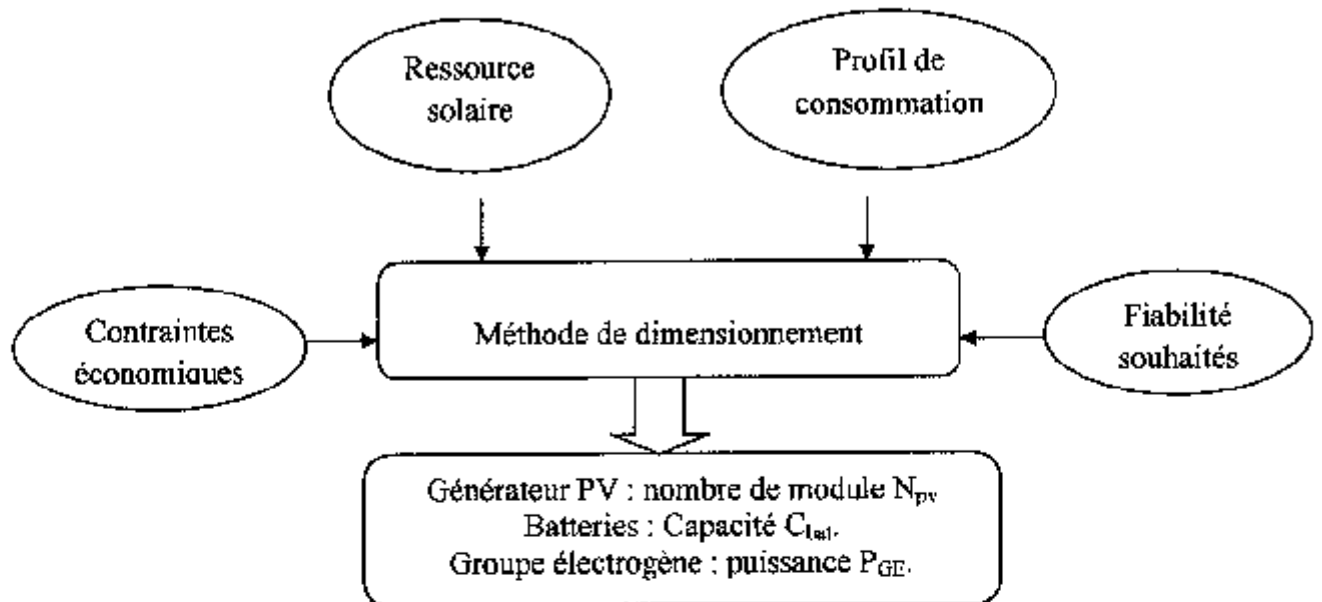 Ressource
solaire
Profil de
consommation
Contraintes
économiques
Méthode de dimensionnement
Fiabilité
souhaités
Générateur PV : nombre de module Npv
Batteries : Capacité Cbat.
Groupe électrogène : puissance PGE.